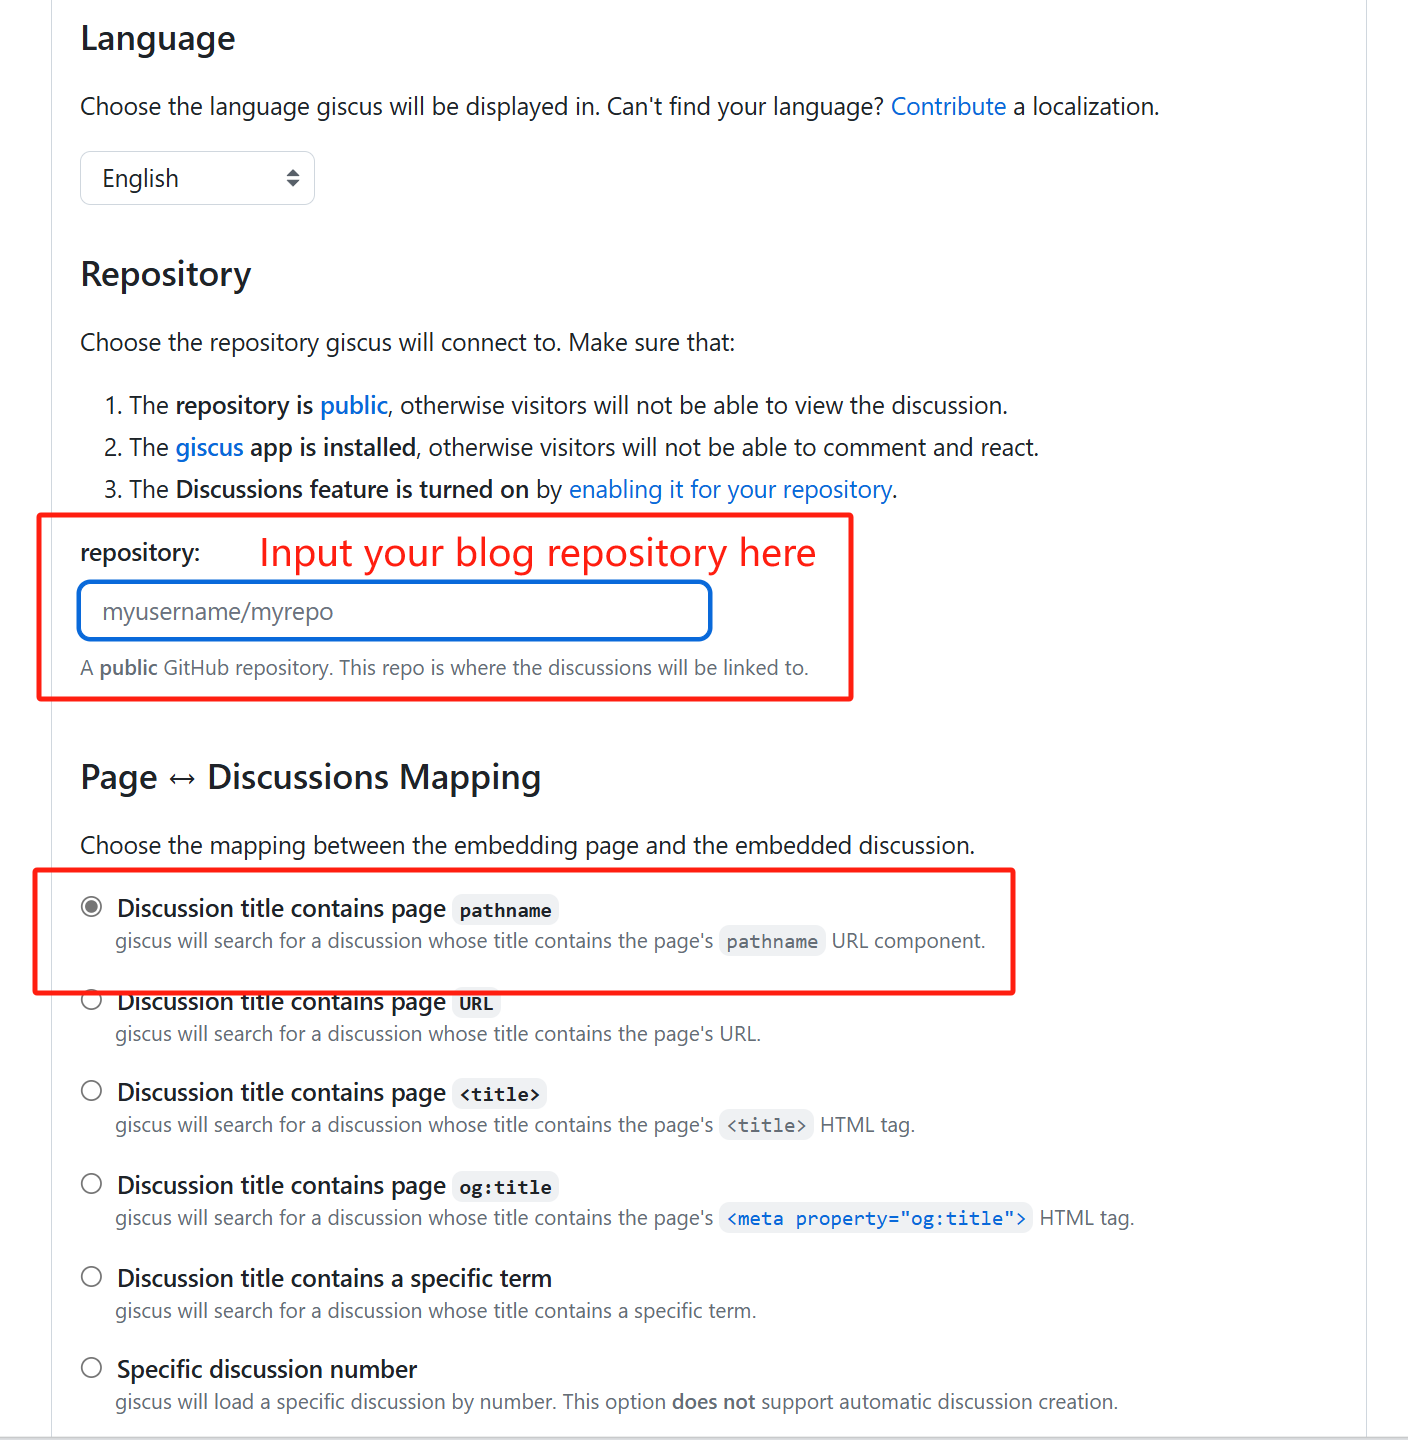 Language
Choose the language giscus will be displayed in. Can't find your language? Contribute a localization.
English
Repository
Choose the repository giscus will connect to. Make sure that:
1. The repository is public, otherwise visitors will not be able to view the discussion.
2. The giscus app is installed, otherwise visitors will not be able to comment and react.
3. The Discussions feature is turned on by enabling it for your repository.
repository: Input your blog repository here
myusername/myrepo
A public GitHub repository. This repo is where the discussions will be linked to.
Page ↔ Discussions Mapping
Choose the mapping between the embedding page and the embedded discussion.
Discussion title contains page pathname
giscus will search for a discussion whose title contains the page's pathname URL component.
Discussion title contains page URL
giscus will search for a discussion whose title contains the page's URL.
Discussion title contains page <title>
giscus will search for a discussion whose title contains the page's <title> HTML tag.
Discussion title contains page og:title
giscus will search for a discussion whose title contains the page's <meta property="og:title"> HTML tag.
Discussion title contains a specific term
giscus will search for a discussion whose title contains a specific term.
Specific discussion number
giscus will load a specific discussion by number. This option does not support automatic discussion creation.